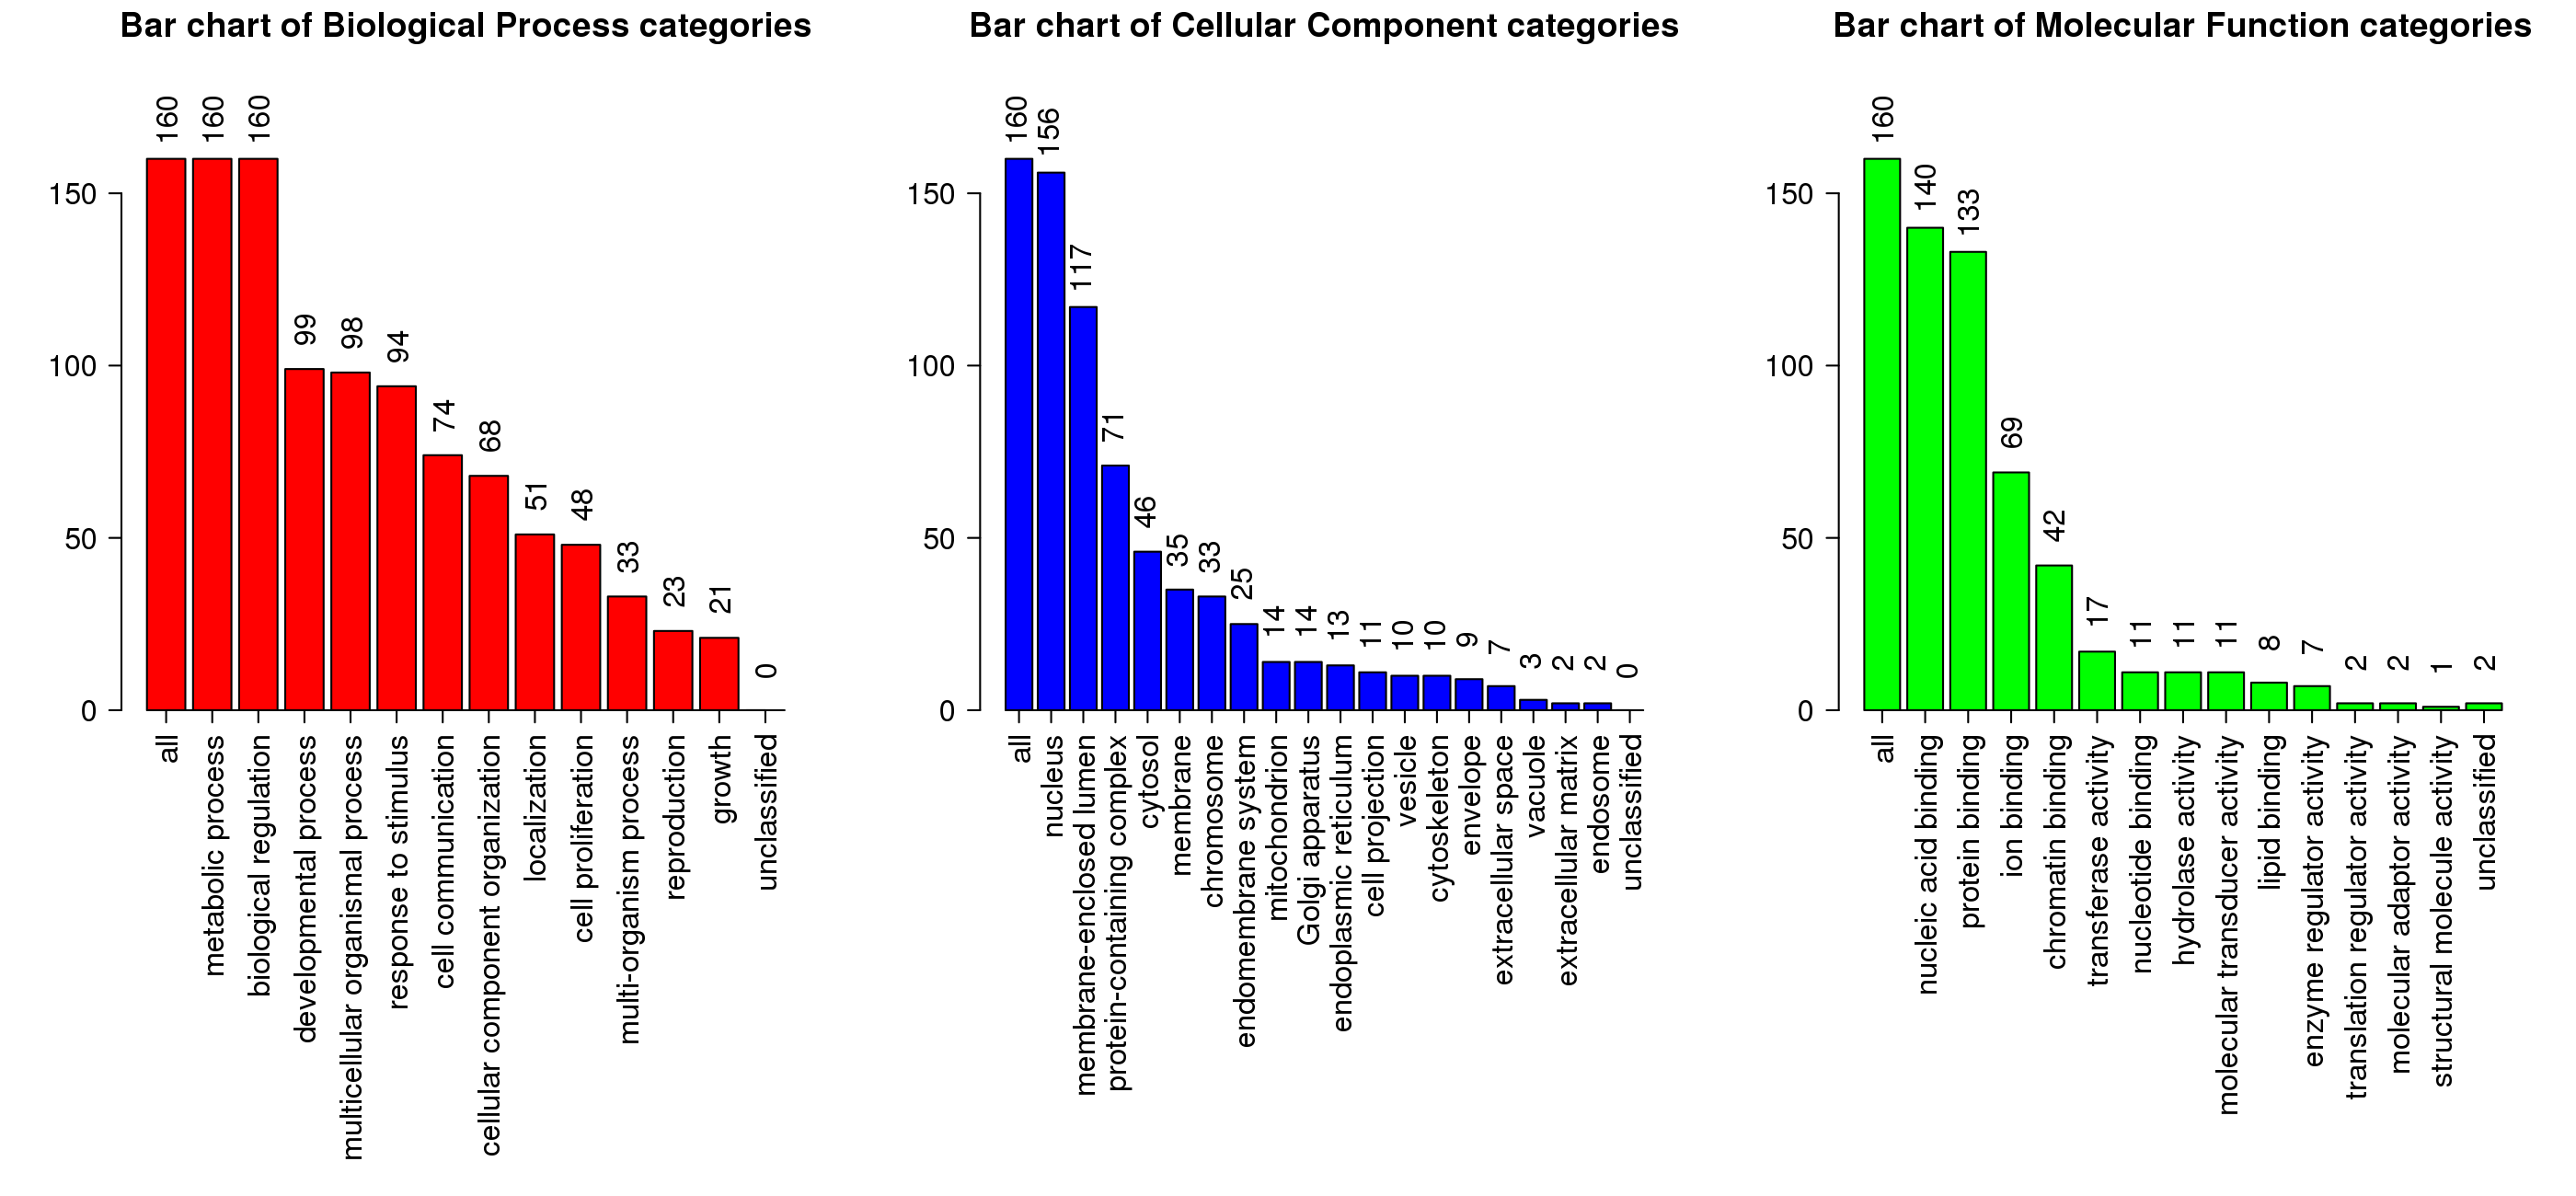 Bar chart of Biological Process categories
160
160
160
99
98
94
74
68
51
48
33
23
21
0
150
100
50
0
all
metabolic process
biological regulation
developmental process
multicellular organismal process
response to stimulus
cell communication
cellular component organization
localization
cell proliferation
multi-organism process
reproduction
growth
unclassified
Bar chart of Cellular Component categories
160
156
117
71
46
35
33
25
14
14
13
11
10
10
9
7
3
2
2
0
150
100
50
0
all
nucleus
membrane-enclosed lumen
protein-containing complex
cytosol
membrane
chromosome
endomembrane system
mitochondrion
Golgi apparatus
endoplasmic reticulum
cell projection
vesicle
cytoskeleton
envelope
extracellular space
vacuole
extracellular matrix
endosome
unclassified
Bar chart of Molecular Function categories
160
140
133
69
42
17
11
11
11
8
7
2
2
1
2
150
100
50
0
all
nucleic acid binding
protein binding
ion binding
chromatin binding
transferase activity
nucleotide binding
hydrolase activity
molecular transducer activity
lipid binding
enzyme regulator activity
translation regulator activity
molecular adaptor activity
structural molecule activity
unclassified